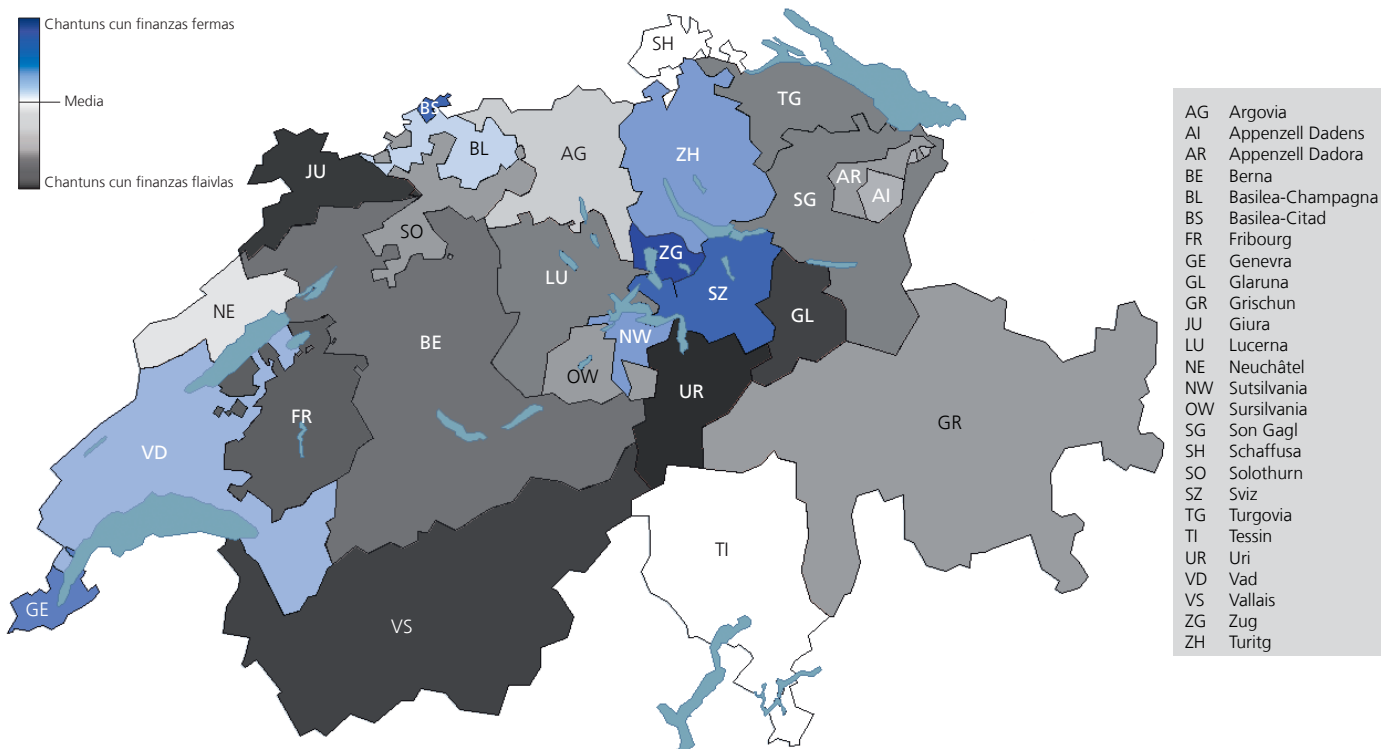 Chantuns cun finanzas fermas
Media
Chantuns cun finanzas flaivlas
SH
BS
TG
BL
AG
ZH
JU
AR
AI
SG
SO
ZG
LU
SZ
NE
GL
BE
NW
OW
UR
FR
GR
VD
TI
GE
VS
AG Argovia
AI Appenzell Dadens
AR Appenzell Dadora
BE Berna
BL Basilea-Champagna
BS Basilea-Citad
FR Fribourg
GE Genevra
GL Glaruna
GR Grischun
JU Giura
LU Lucerna
NE Neuchâtel
NW Sutsilvania
OW Sursilvania
SG Son Gagl
SH Schaffusa
SO Solothurn
SZ Sviz
TG Turgovia
TI Tessin
UR Uri
VD Vad
VS Vallais
ZG Zug
ZH Turitg